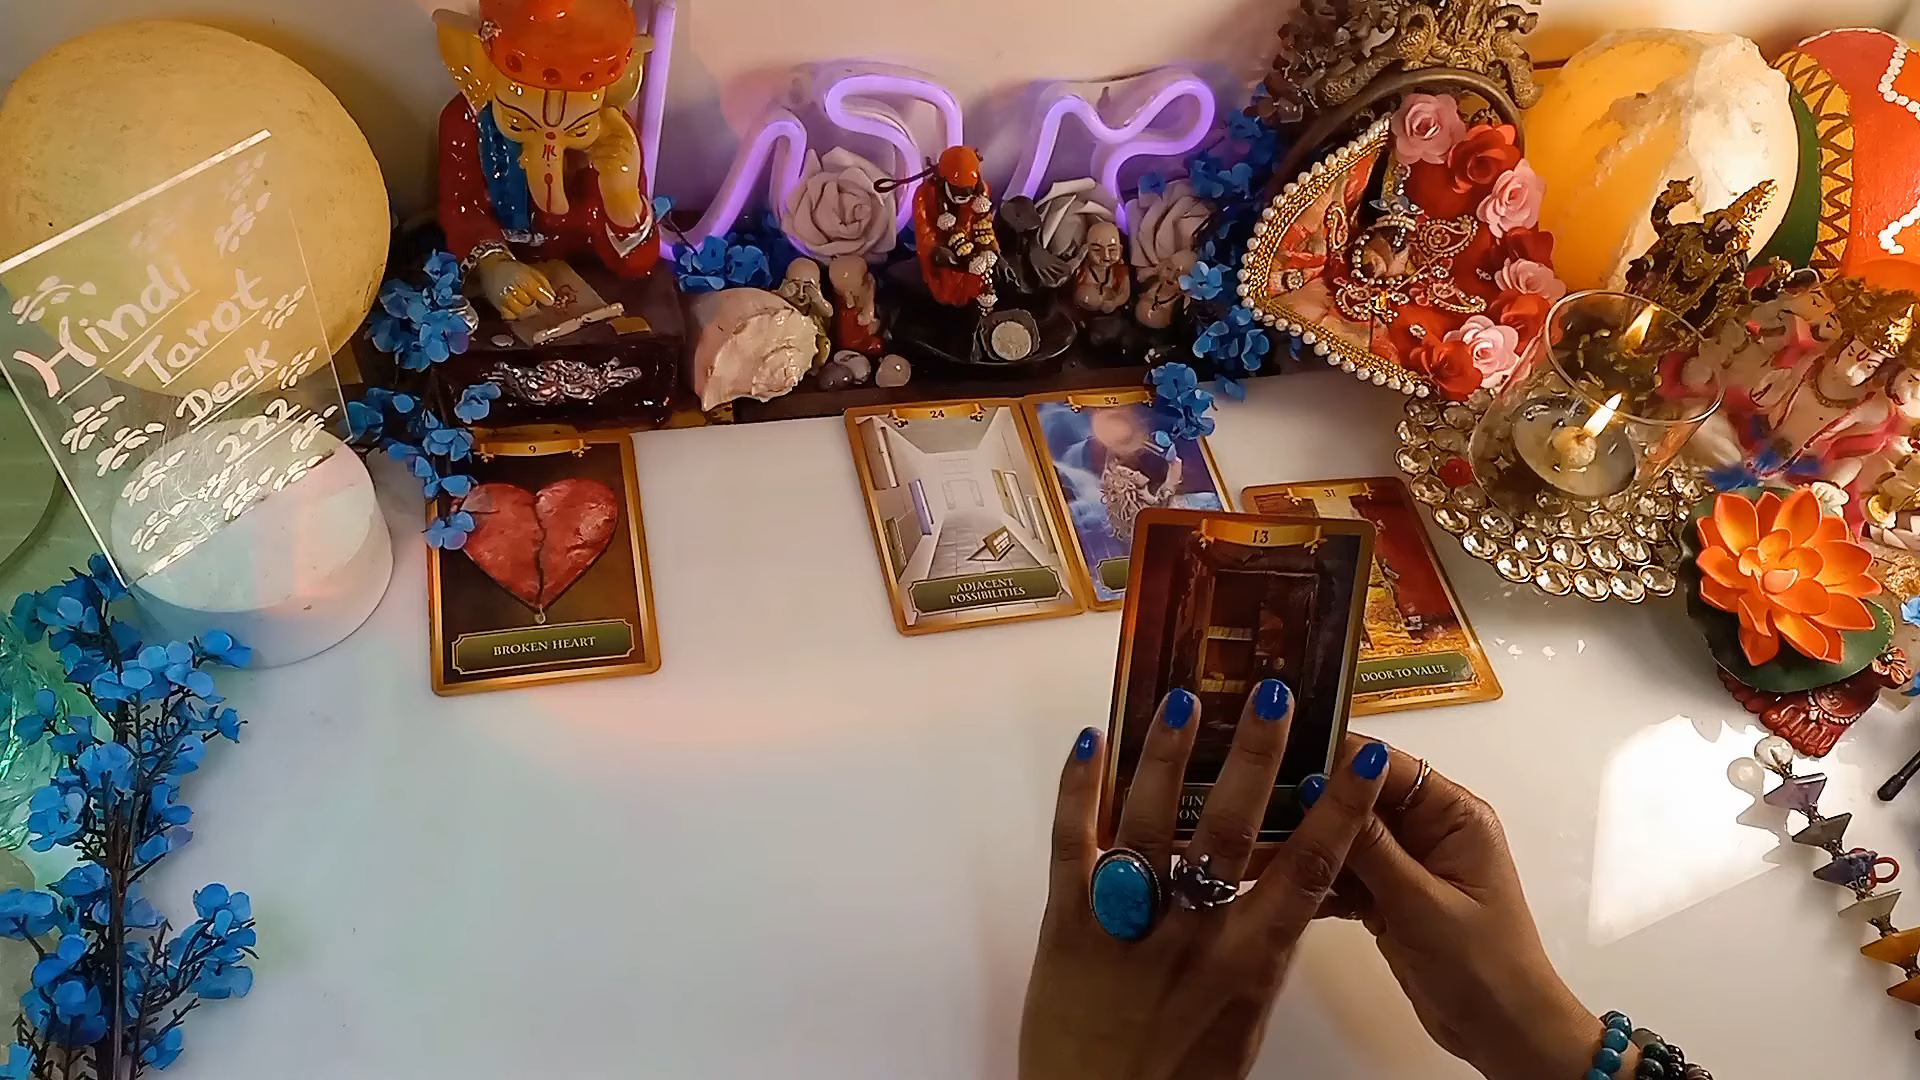 Hindi
Tarot
Deck
222
9
BROKEN HEART
24
ADJACENT
POSSIBILITIES
52
13
31
DOOR TO VALUE